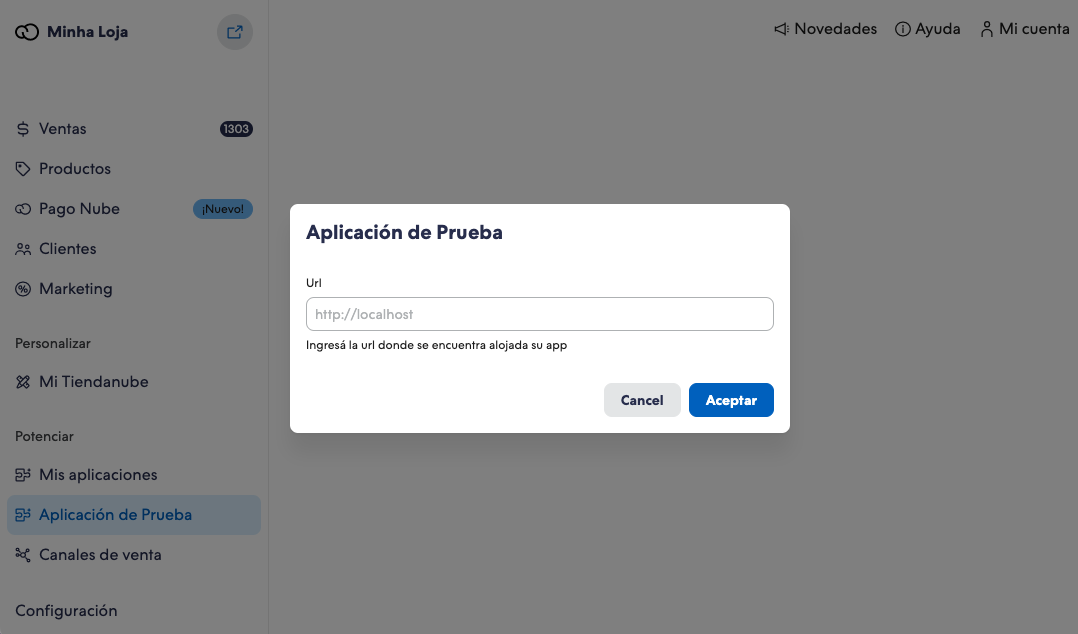 Minha Loja
Novedades
Ayuda
Mi cuenta
Ventas
1303
Productos
Pago Nube
¡Nuevo!
Clientes
Marketing
Personalizar
Mi Tiendanube
Potenciar
Mis aplicaciones
Aplicación de Prueba
Canales de venta
Configuración
Aplicación de Prueba
Url
http://localhost
Ingresá la url donde se encuentra alojada su app
Cancel
Aceptar